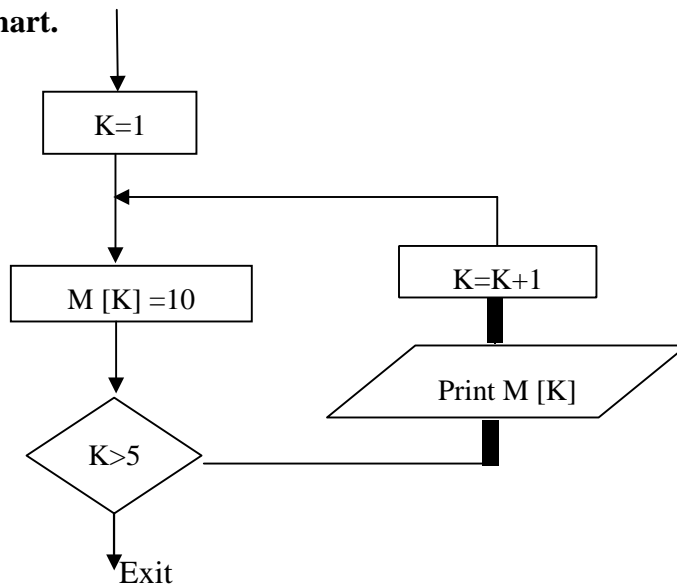 hart.
K=1
M [K] =10
K>5
Exit
K=K+1
Print M [K]